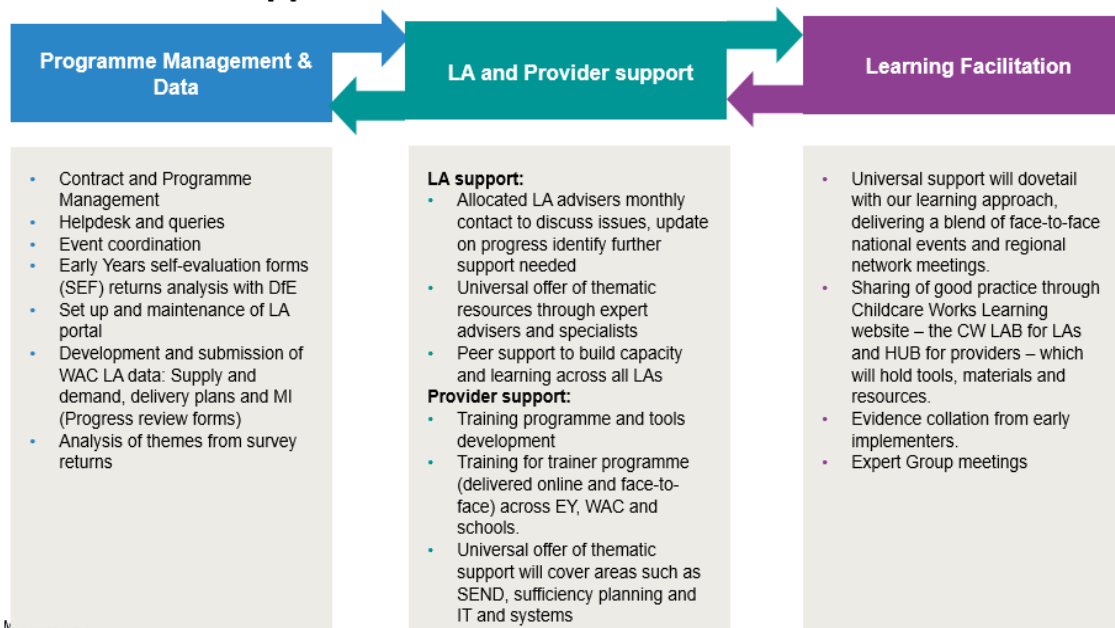 Programme Management &
Data
LA and Provider support
Learning Facilitation
• Contract and Programme
Management
• Helpdesk and queries
• Event coordination
• Early Years self-evaluation forms
(SEF) returns analysis with DfE
• Set up and maintenance of LA
portal
• Development and submission of
WAC LA data: Supply and
demand, delivery plans and MI
(Progress review forms)
• Analysis of themes from survey
returns
LA support:
• Allocated LA advisers monthly
contact to discuss issues, update
on progress identify further
support needed
• Universal offer of thematic
resources through expert
advisers and specialists
• Peer support to build capacity
and learning across all LAs
Provider support:
• Training programme and tools
development
• Training for trainer programme
(delivered online and face-to-
face) across EY, WAC and
schools.
• Universal offer of thematic
support will cover areas such as
SEND, sufficiency planning and
IT and systems
• Universal support will dovetail
with our learning approach,
delivering a blend of face-to-face
national events and regional
network meetings.
• Sharing of good practice through
Childcare Works Learning
website – the CW LAB for LAs
and HUB for providers – which
will hold tools, materials and
resources.
• Evidence collation from early
implementers.
• Expert Group meetings